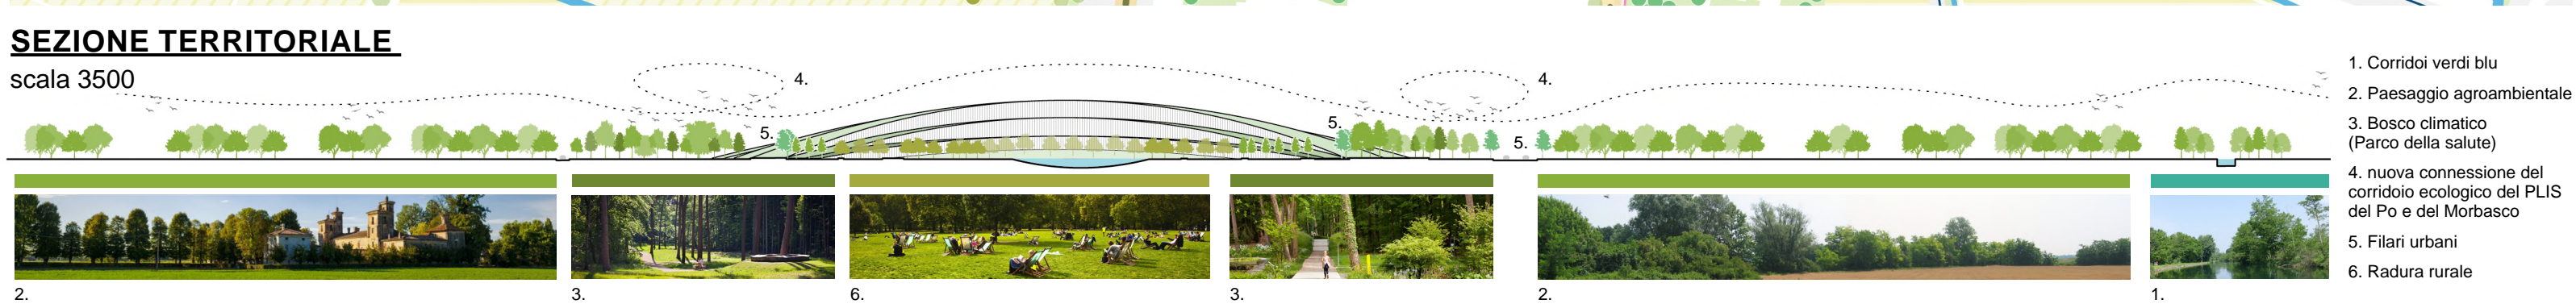 SEZIONE TERRITORIALE
scala 3500
4.
4.
5.
5.
5.
2.
3.
6.
3.
2.
1.
1. Corridoi verdi blu
2. Paesaggio agroambientale
3. Bosco climatico
(Parco della salute)
4. nuova connessione del
corridoio ecologico del PLIS
del Po e del Morbasco
5. Filari urbani
6. Radura rurale